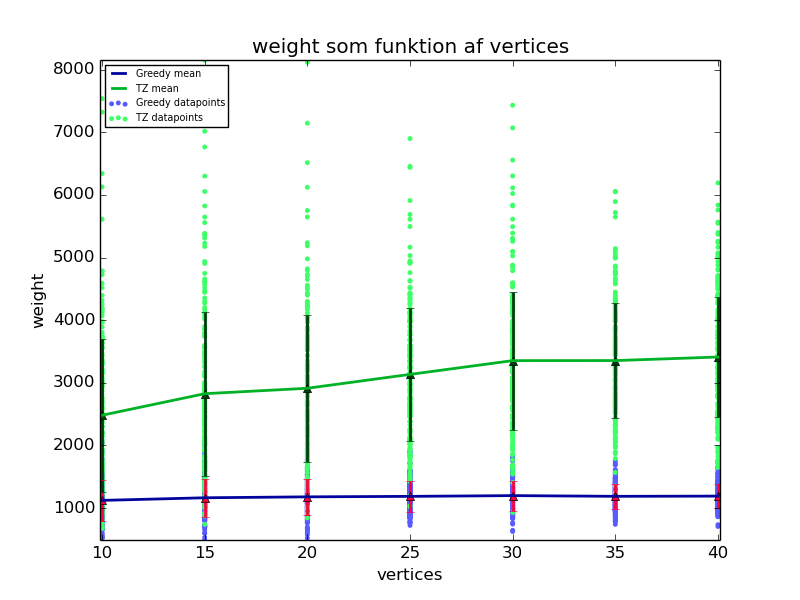 weight som funktion af vertices
8000
7000
6000
5000
4000
3000
2000
1000
weight
Greedy mean
TZ mean
Greedy datapoints
TZ datapoints
10 15 20 25 30 35 40
vertices